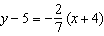 y − 5 = −2/7 (x + 4)